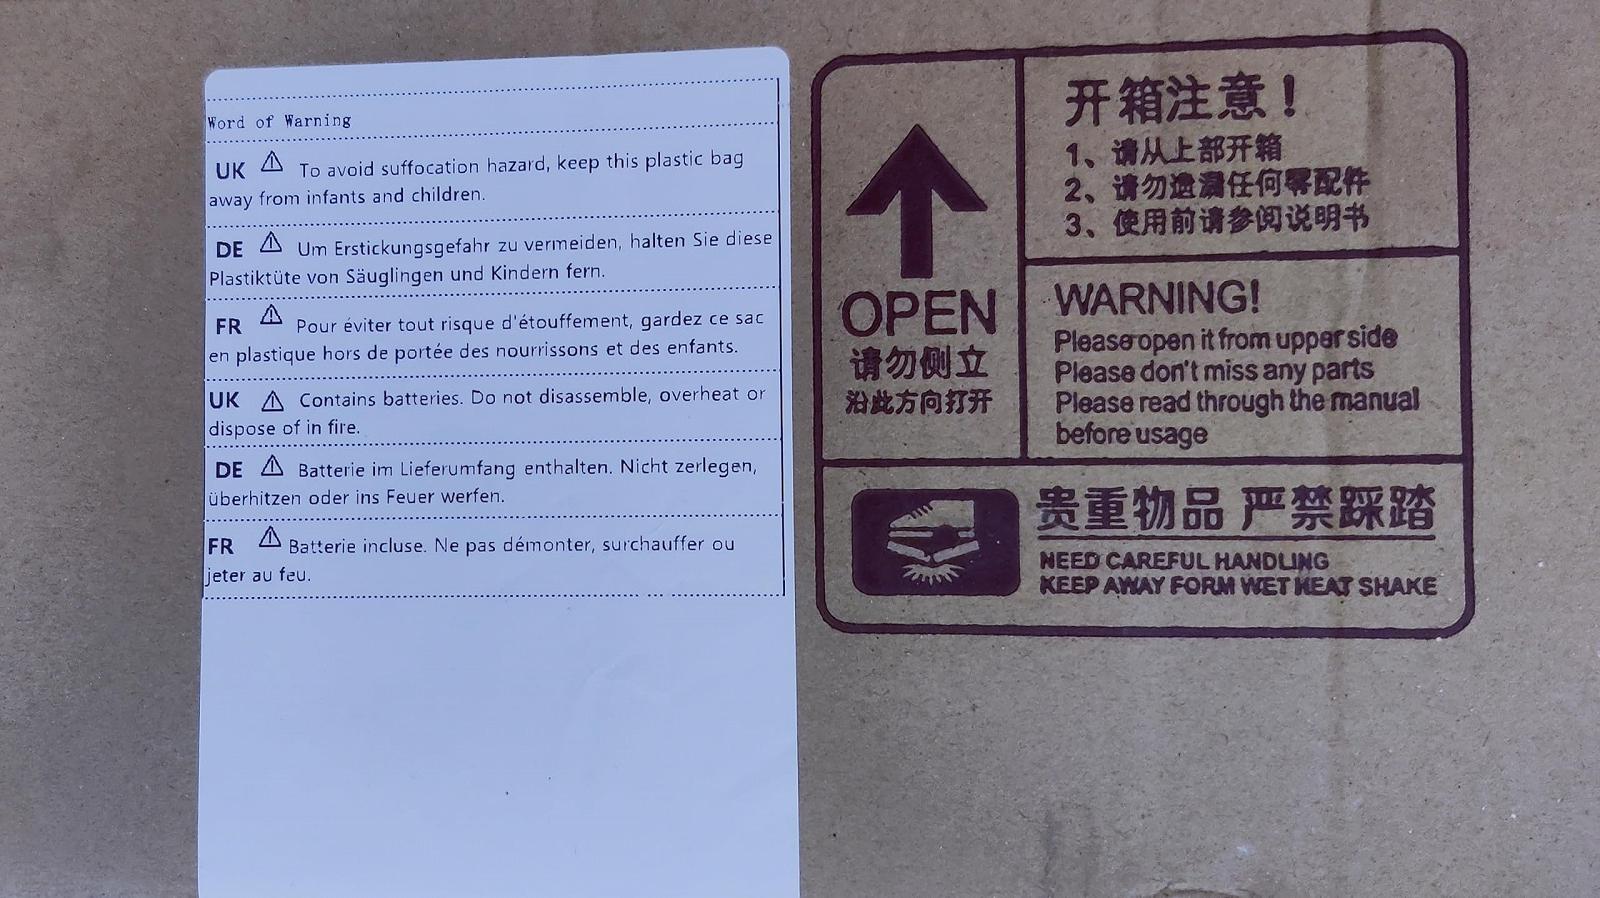 Word of Warning
UK To avoid suffocation hazard, keep this plastic bag
away from infants and children.
DE Um Erstickungsgefahr zu vermeiden, halten Sie diese
Plastiktüte von Säuglingen und Kindern fern.
FR Pour éviter tout risque d'étouffement, gardez ce sac
en plastique hors de portée des nourrissons et des enfants.
UK Contains batteries. Do not disassemble, overheat or
dispose of in fire.
DE Batterie im Lieferumfang enthalten. Nicht zerlegen,
überhitzen oder ins Feuer werfen.
FR Batterie incluse. Ne pas démonter, surchauffer ou
jeter au feu.
OPEN
请勿侧立
沿此方向打开
开箱注意！
1、请从上部开箱
2、请勿遗漏任何零配件
3、使用前请参阅说明书
WARNING!
Please open it from upper side
Please don't miss any parts
Please read through the manual
before usage
贵重物品 严禁踩踏
NEED CAREFUL HANDLING
KEEP AWAY FORM WET HEAT SHAKE